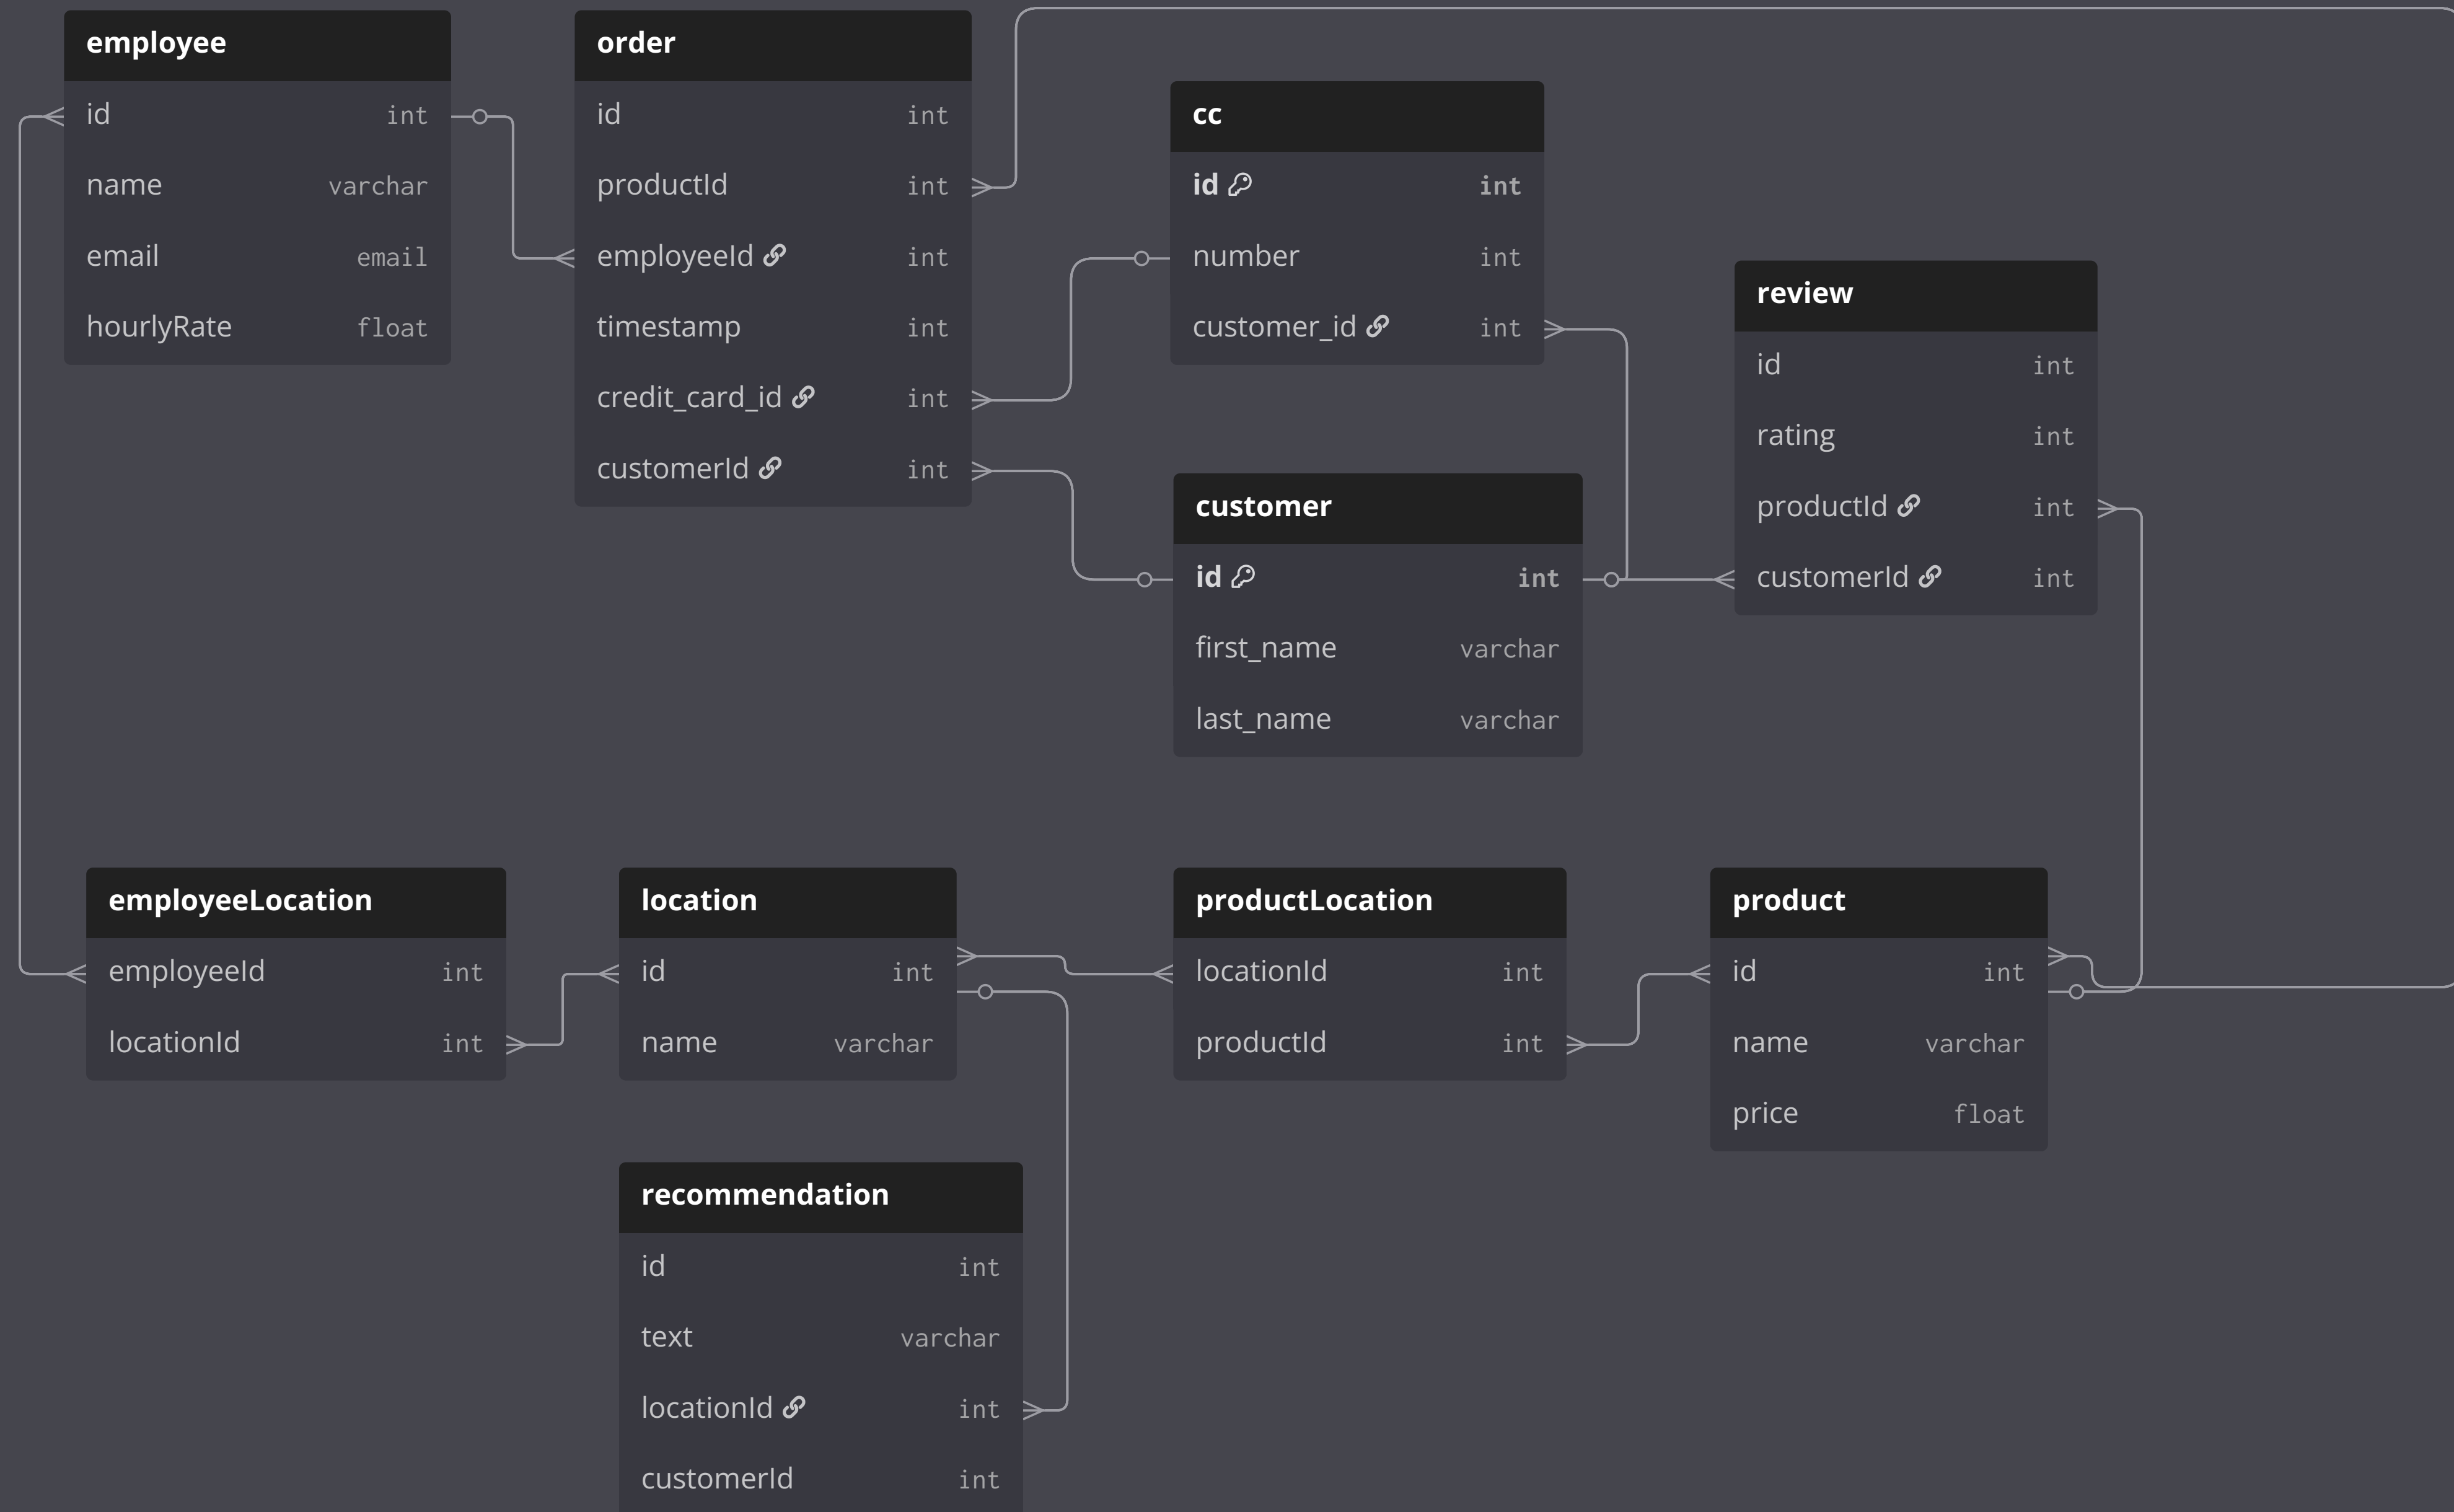 employee
id int
name varchar
email email
hourlyRate float
order
id int
productId int
employeeId int
timestamp int
credit_card_id int
customerId int
cc
id int
number int
customer_id int
review
id int
rating int
productId int
customerId int
customer
id int
first_name varchar
last_name varchar
employeeLocation
employeeId int
locationId int
location
id int
name varchar
productLocation
locationId int
productId int
product
id int
name varchar
price float
recommendation
id int
text varchar
locationId int
customerId int